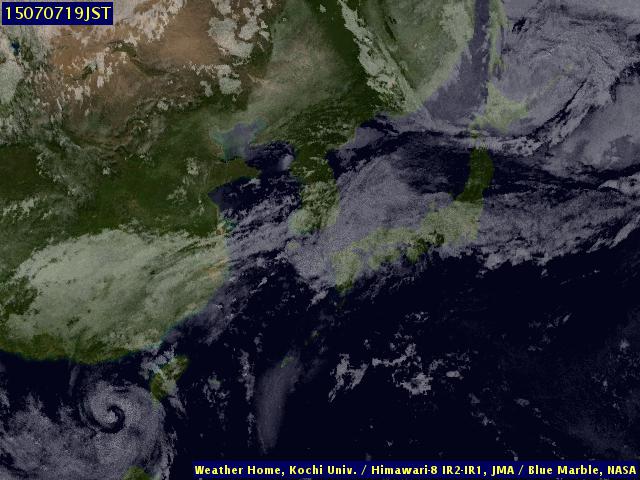 15070719JST
Weather Home, Kochi Univ. / Himawari-8 IR2-IR1, JMA / Blue Marble, NASA